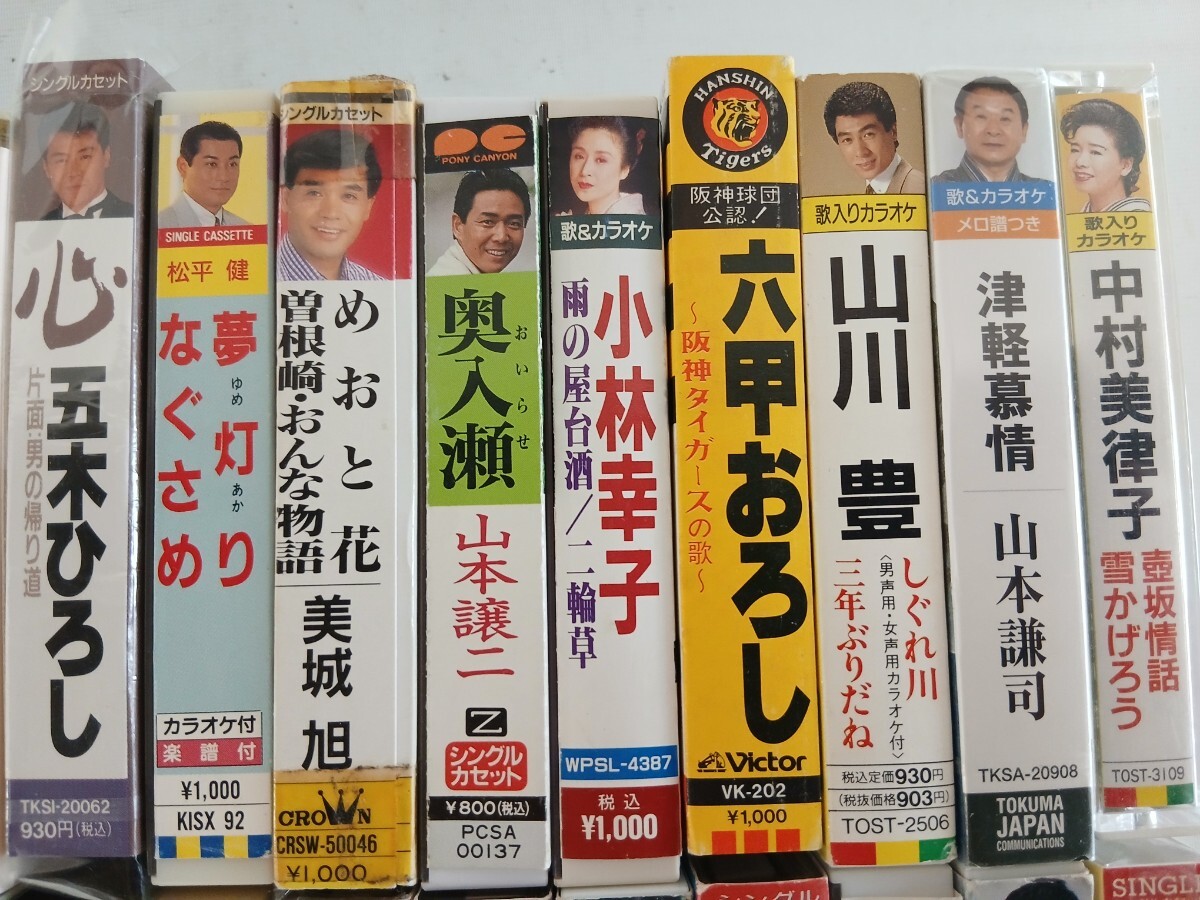 シングルカセット
心
片面:男の帰り道
五木ひろし
TKSI-20062
930円(税込)
SINGLE CASSETTE
松平 健
夢灯り
ゆめ
あか
なぐさめ
カラオケ付
楽譜付
¥1,000
KISX 92
シングルカセット
めおと花
曽根崎・おんな物語
美城 旭
CROWN
CRSW-50046
¥1,000
PONY CANYON
奥入瀬
おいらせ
山本譲二
Z
シングルカセット
¥800(税込)
PCSA
00137
歌&カラオケ
小林幸子
雨の屋台酒/二輪草
WPSL-4387
税込
¥1,000
HANSHIN
Tigers
阪神球団
公認!
六甲おろし
～阪神タイガースの歌～
Victor
VK-202
¥1,000
歌入りカラオケ
山川 豊
しぐれ川
〈男声用・女声用カラオケ付〉
三年ぶりだね
税込定価930円
(税抜価格903円)
TOST-2506
歌&カラオケ
メロ譜つき
津軽慕情
山本謙司
TKSA-20908
TOKUMA
JAPAN
COMMUNICATIONS
歌入り
カラオケ
中村美律子
壺坂情話
雪かげろう
TOST-3109
シングル
SINGL